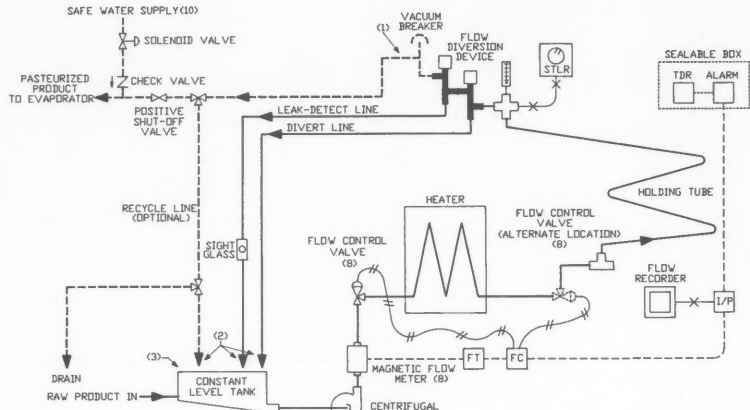 SAFE WATER SUPPLY(10)
SOLENOID VALVE
CHECK VALVE
PASTEURIZED
PRODUCT
TO EVAPORATOR
POSITIVE
SHUT-OFF
VALVE
(1)
VACUUM
BREAKER
FLOW
DIVERSION
DEVICE
STLR
SEALABLE BOX
TDR
ALARM
LEAK-DETECT LINE
DIVERT LINE
HOLDING TUBE
RECYCLE LINE
(OPTIONAL)
SIGHT
GLASS
HEATER
FLOW CONTROL
VALVE
(8)
FLOW CONTROL
VALVE
(ALTERNATE LOCATION)
(8)
FLOW
RECORDER
I/P
FT
FC
MAGNETIC FLOW
METER (8)
(2)
(3)
DRAIN
RAW PRODUCT IN
CONSTANT
LEVEL TANK
CENTRIFUGAL